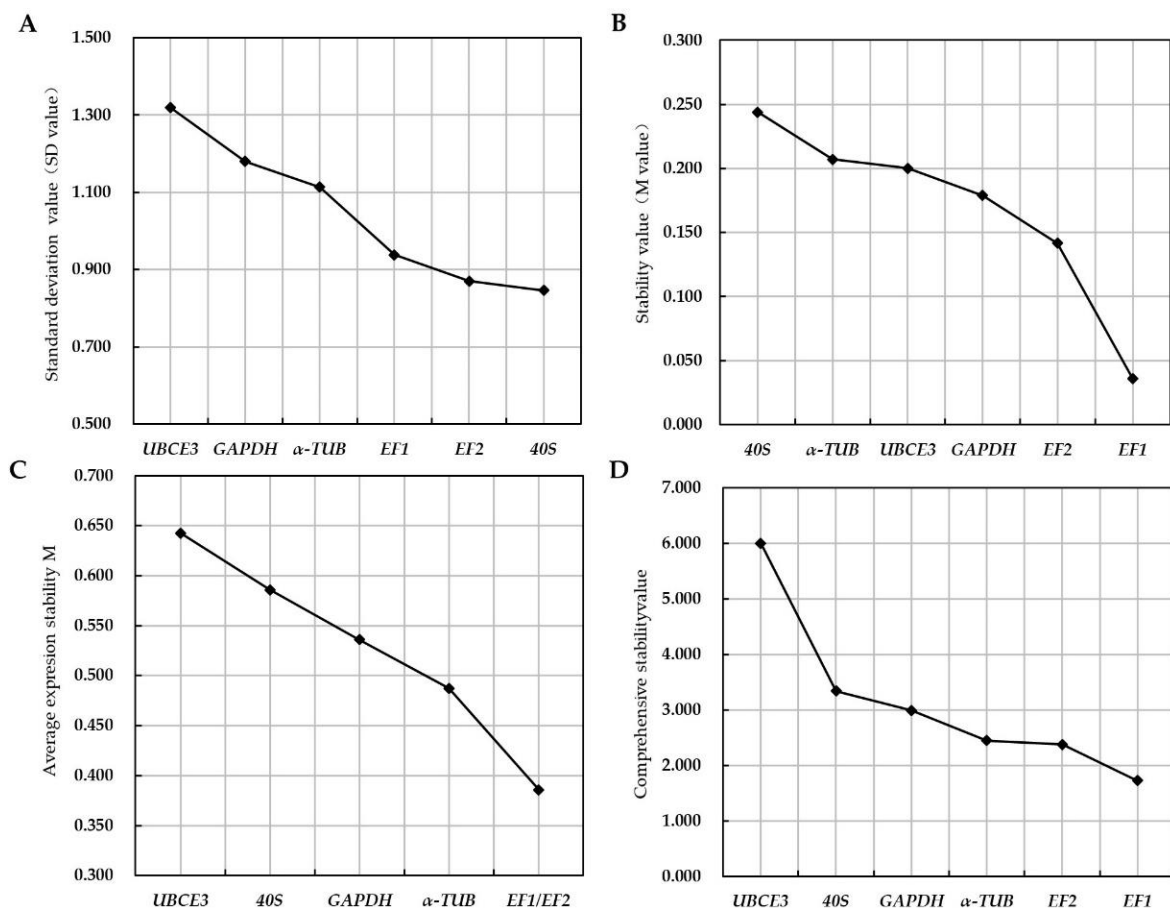 A
Standard deviation value（SD value）
1.500
1.300
1.100
0.900
0.700
0.500
UBCE3 GAPDH α-TUB EF1 EF2 40S
B
Stability value（M value）
0.300
0.250
0.200
0.150
0.100
0.050
0.000
40S α-TUB UBCE3 GAPDH EF2 EF1
C
Average expresion stability M
0.700
0.650
0.600
0.550
0.500
0.450
0.400
0.350
0.300
UBCE3 40S GAPDH α-TUB EF1/EF2
D
Comprehensive stabilityvalue
7.000
6.000
5.000
4.000
3.000
2.000
1.000
0.000
UBCE3 40S GAPDH α-TUB EF2 EF1